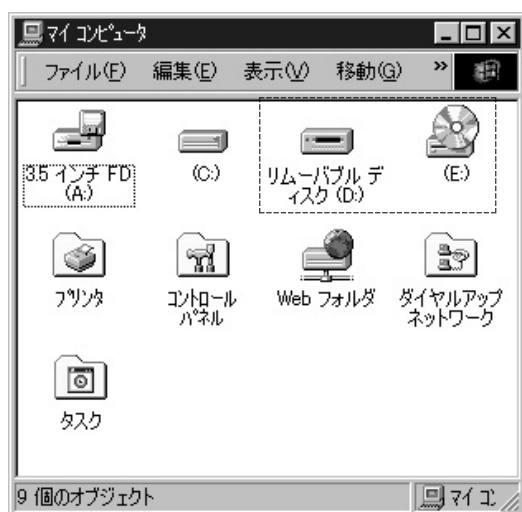 マイ コンピュータ
ファイル(F) 編集(E) 表示(V) 移動(G) »
3.5 インチ FD
(A:)
(C:)
リムーバブル デ
ィスク (D:)
(E:)
プリンタ
コントロール
パネル
Web フォルダ
ダイヤルアップ
ネットワーク
タスク
9 個のオブジェクト
マイ コ